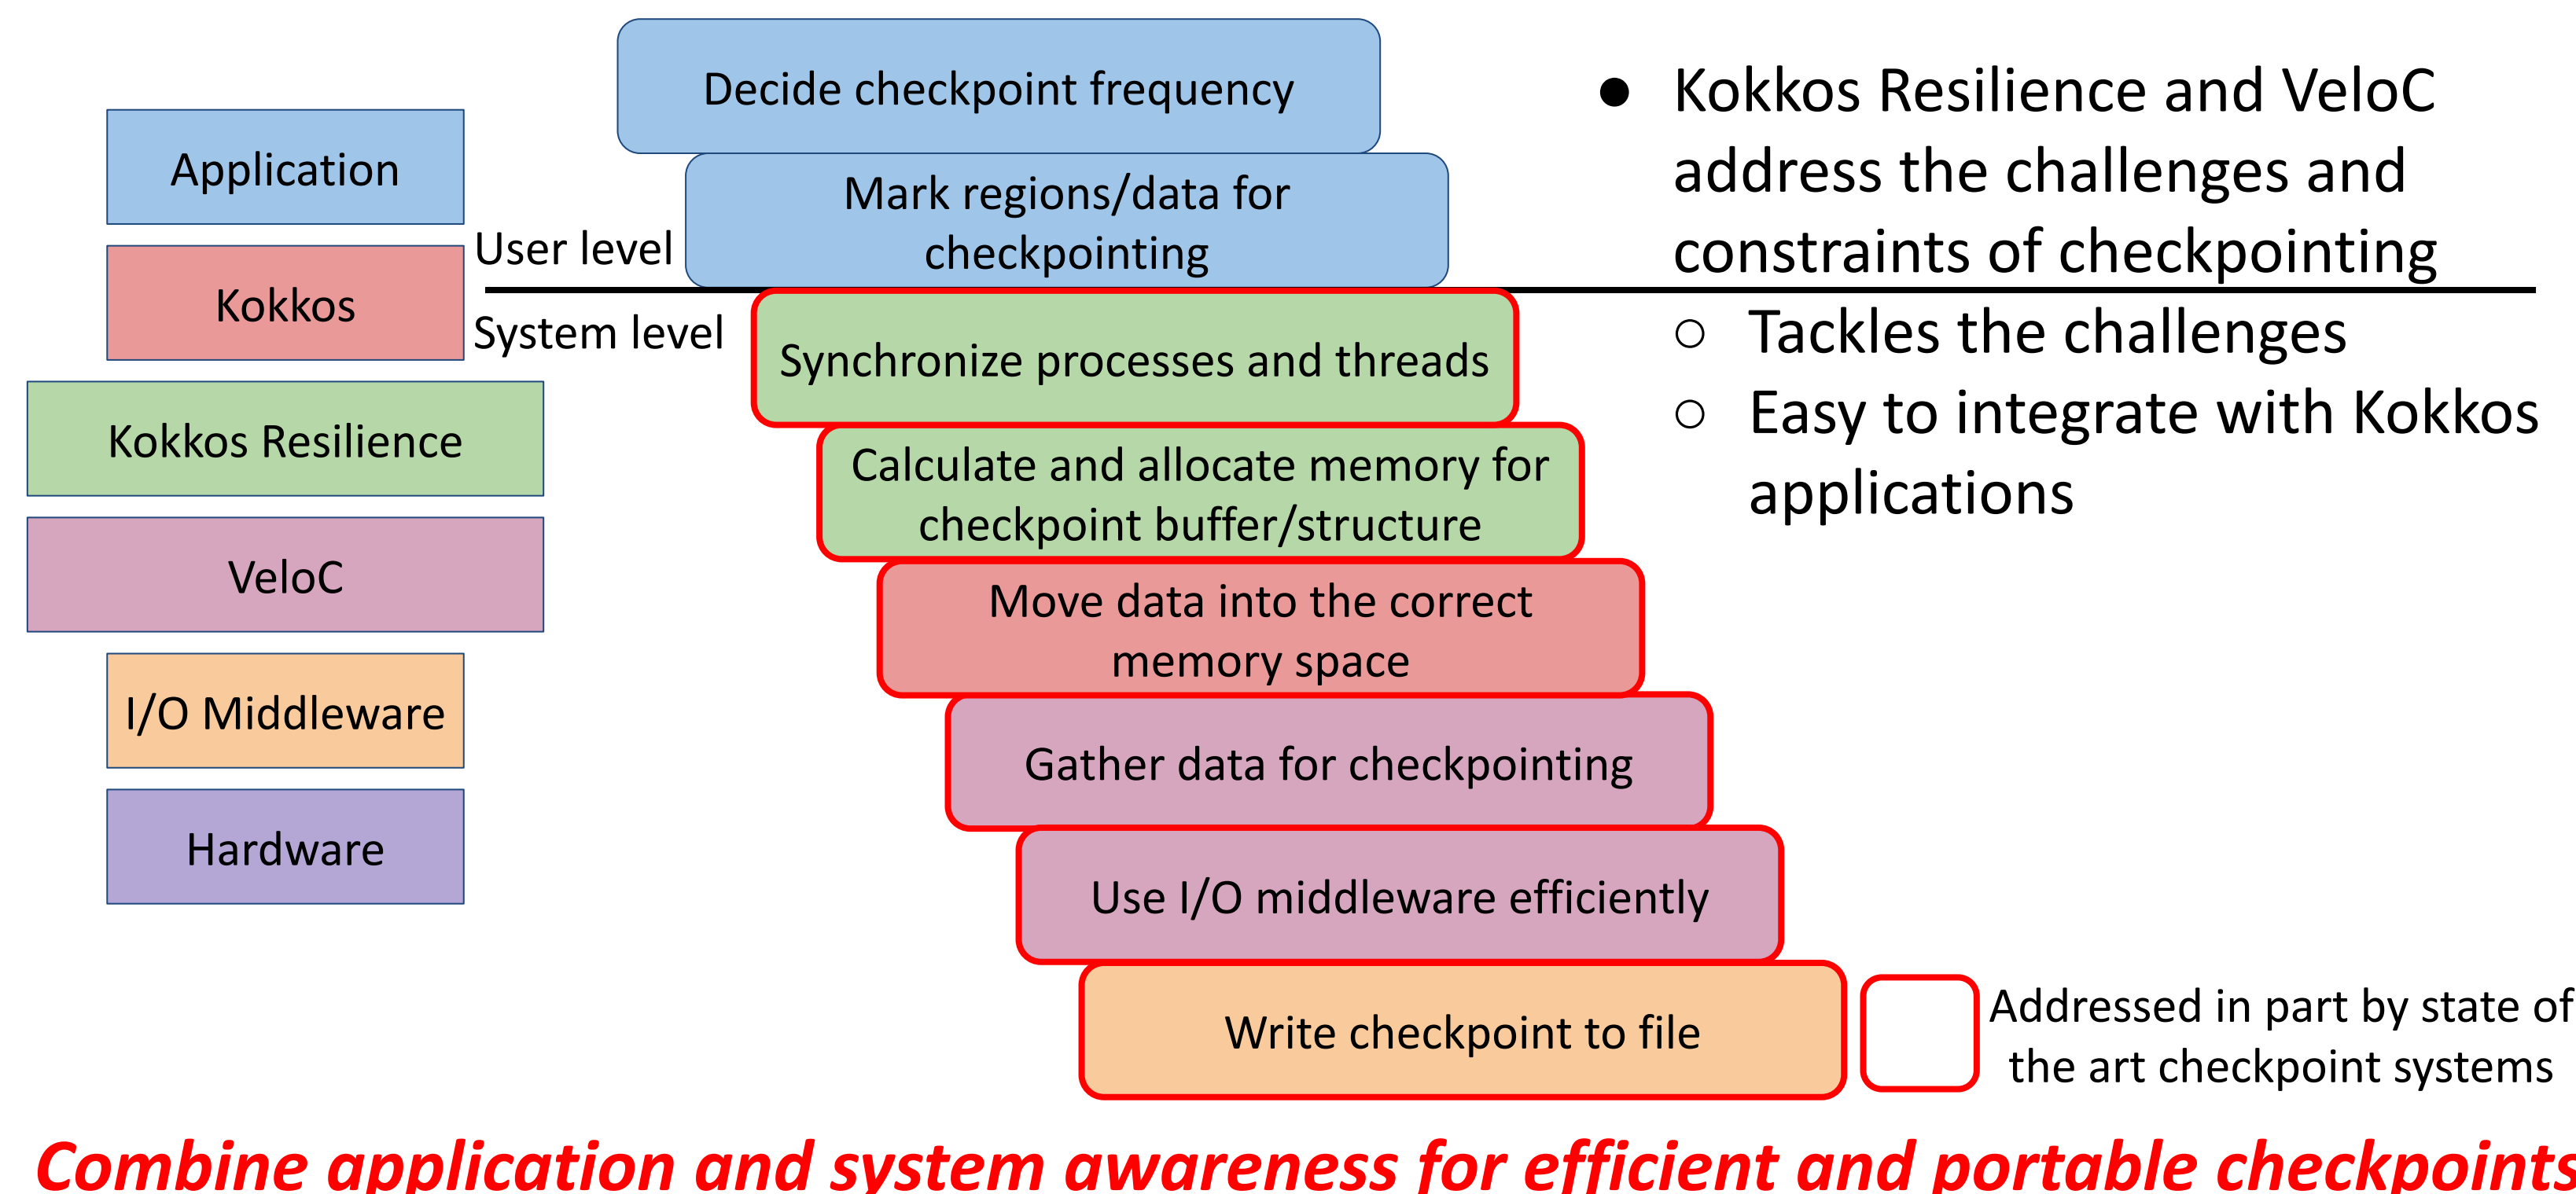 Application
Kokkos
Kokkos Resilience
VeloC
I/O Middleware
Hardware
User level
System level
Decide checkpoint frequency
Mark regions/data for
checkpointing
Synchronize processes and threads
Calculate and allocate memory for
checkpoint buffer/structure
Move data into the correct
memory space
Gather data for checkpointing
Use I/O middleware efficiently
Write checkpoint to file
● Kokkos Resilience and VeloC
address the challenges and
constraints of checkpointing
○ Tackles the challenges
○ Easy to integrate with Kokkos
applications
Addressed in part by state of
the art checkpoint systems
Combine application and system awareness for efficient and portable checkpoints